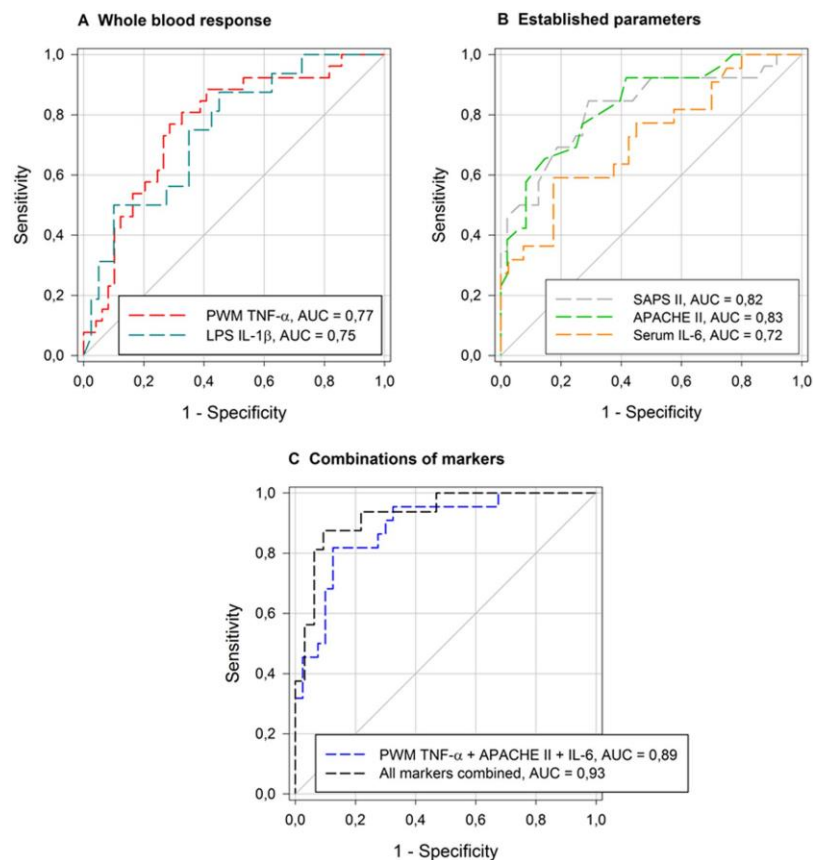 A Whole blood response
1,0
0,8
0,6
0,4
0,2
0,0
Sensitivity
PWM TNF-α, AUC = 0,77
LPS IL-1β, AUC = 0,75
0,0 0,2 0,4 0,6 0,8 1,0
1 - Specificity
B Established parameters
1,0
0,8
0,6
0,4
0,2
0,0
Sensitivity
SAPS II, AUC = 0,82
APACHE II, AUC = 0,83
Serum IL-6, AUC = 0,72
0,0 0,2 0,4 0,6 0,8 1,0
1 - Specificity
C Combinations of markers
1,0
0,8
0,6
0,4
0,2
0,0
Sensitivity
PWM TNF-α + APACHE II + IL-6, AUC = 0,89
All markers combined, AUC = 0,93
0,0 0,2 0,4 0,6 0,8 1,0
1 - Specificity